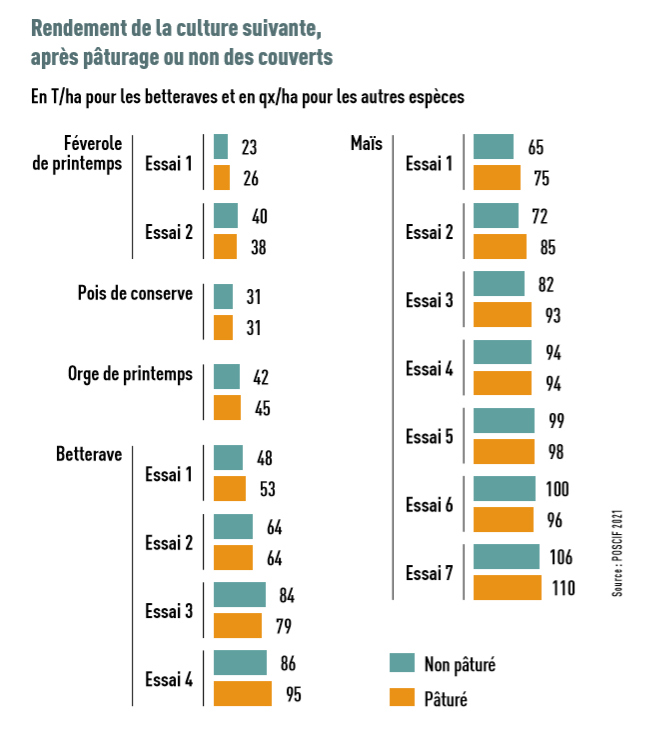 Rendement de la culture suivante,
après pâturage ou non des couverts
En T/ha pour les betteraves et en qx/ha pour les autres espèces
Féverole
de printemps
Essai 1
23
26
Essai 2
40
38
Pois de conserve
31
31
Orge de printemps
42
45
Betterave
Essai 1
48
53
Essai 2
64
64
Essai 3
84
79
Essai 4
86
95
Maïs
Essai 1
65
75
Essai 2
72
85
Essai 3
82
93
Essai 4
94
94
Essai 5
99
98
Essai 6
100
96
Essai 7
106
110
Non pâturé
Pâturé
Source : POSCIF 2021